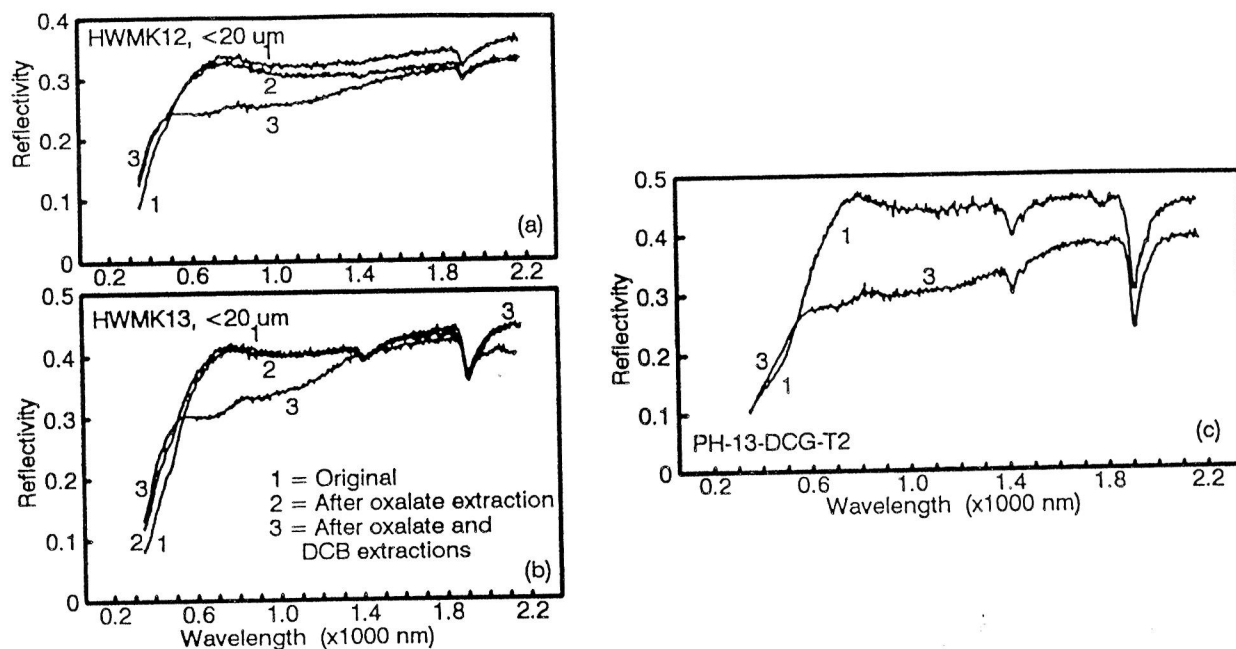 0.4
HWMK12, <20 um
1
0.3
2
Reflectivity
0.2
3
3
0.1
1
(a)
0
0.2 0.6 1.0 1.4 1.8 2.2
0.5
HWMK13, <20 um
1
3
0.4
2
Reflectivity
0.3
3
0.2
3
1 = Original
2 = After oxalate extraction
3 = After oxalate and
DCB extractions
0.1
2
1
(b)
0
0.2 0.6 1.0 1.4 1.8 2.2
Wavelength (x1000 nm)
0.5
1
0.4
Reflectivity
0.3
3
3
0.2
1
0.1
PH-13-DCG-T2
(c)
0
0.2 0.6 1.0 1.4 1.8 2.2
Wavelength (x1000 nm)